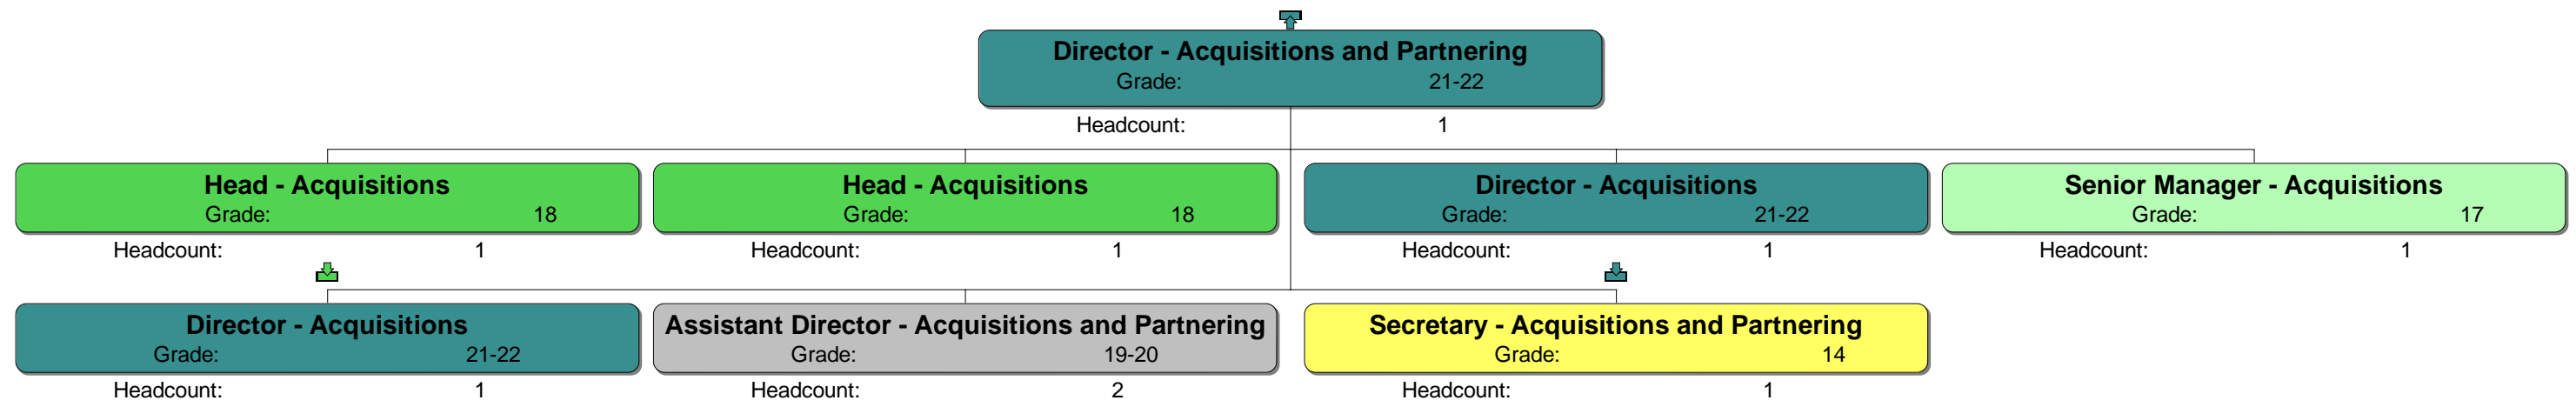 Director - Acquisitions and Partnering
Grade: 21-22
Headcount: 1
Head - Acquisitions
Grade: 18
Headcount: 1
Head - Acquisitions
Grade: 18
Headcount: 1
Director - Acquisitions
Grade: 21-22
Headcount: 1
Senior Manager - Acquisitions
Grade: 17
Headcount: 1
Director - Acquisitions
Grade: 21-22
Headcount: 1
Assistant Director - Acquisitions and Partnering
Grade: 19-20
Headcount: 2
Secretary - Acquisitions and Partnering
Grade: 14
Headcount: 1